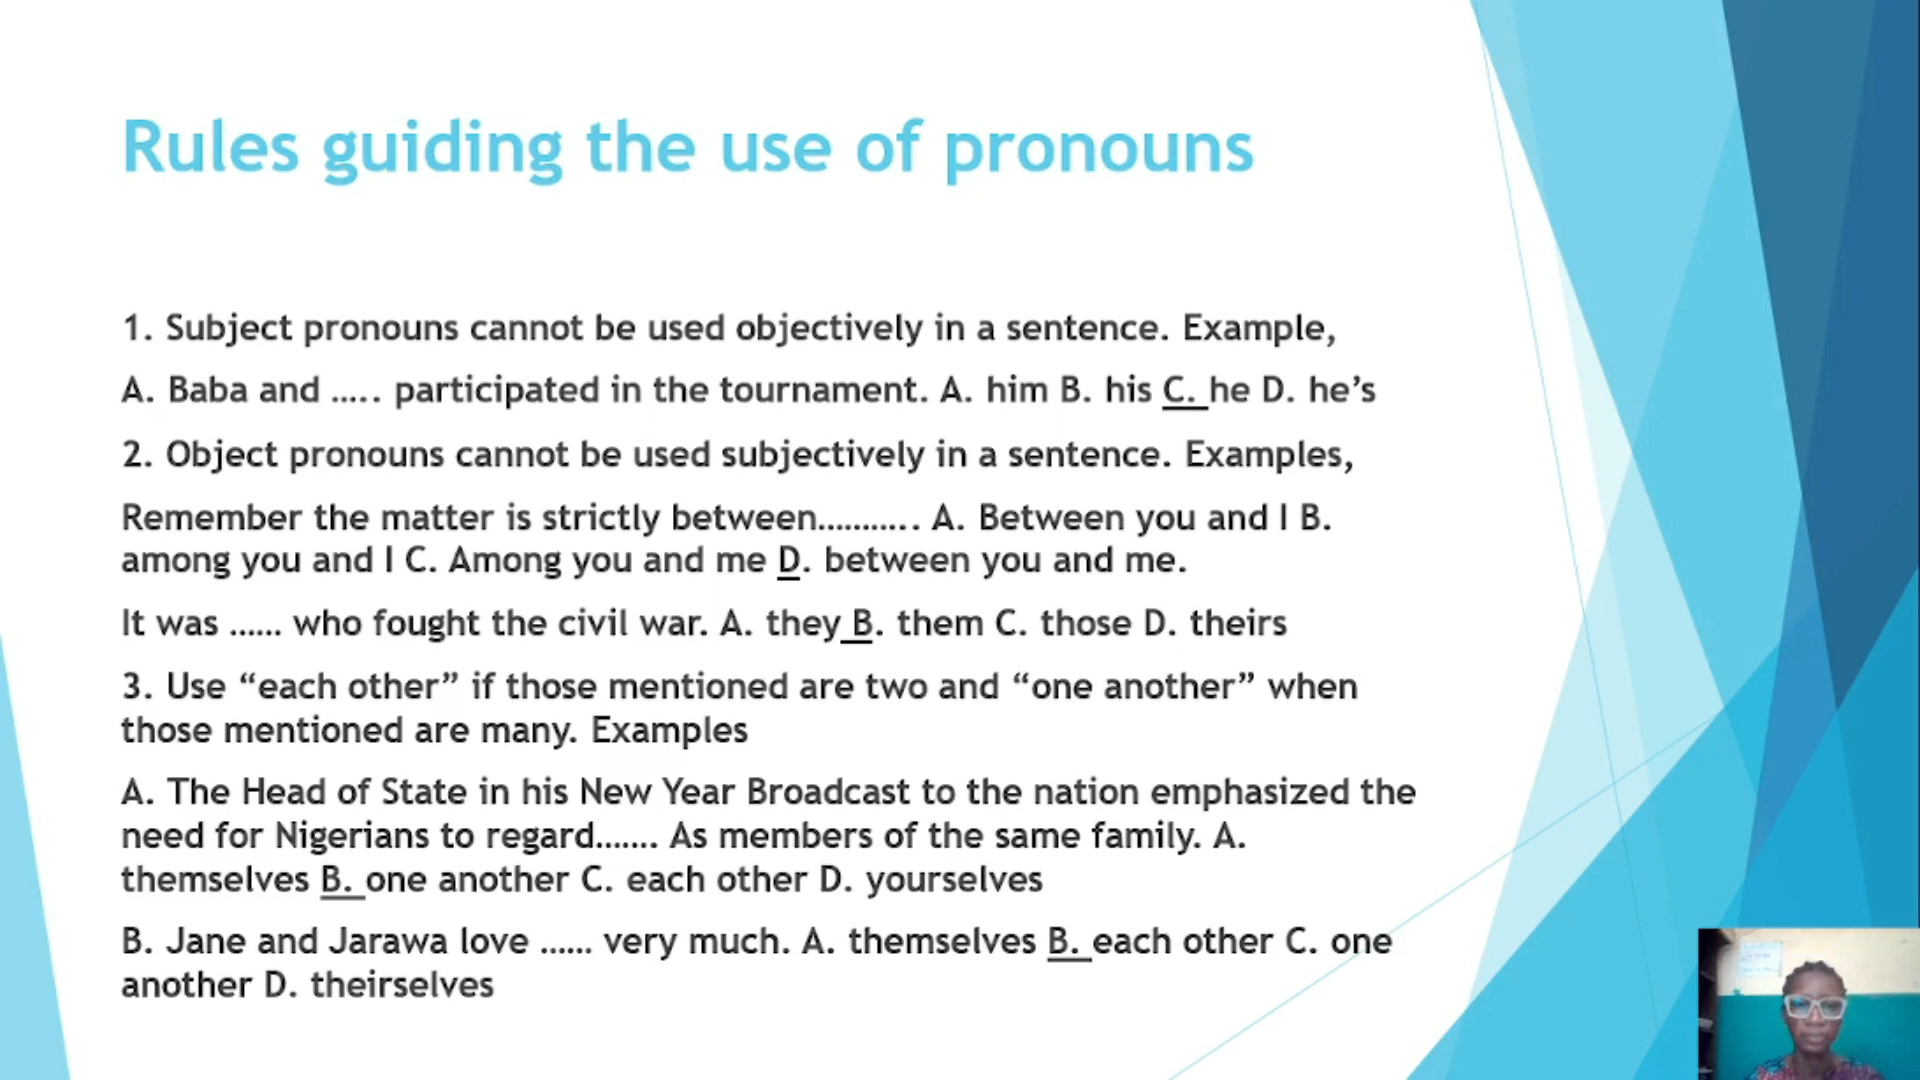 Rules guiding the use of pronouns
1. Subject pronouns cannot be used objectively in a sentence. Example,
A. Baba and ..... participated in the tournament. A. him B. his C. he D. he’s
2. Object pronouns cannot be used subjectively in a sentence. Examples,
Remember the matter is strictly between........... A. Between you and I B.
among you and I C. Among you and me D. between you and me.
It was ...... who fought the civil war. A. they B. them C. those D. theirs
3. Use “each other” if those mentioned are two and “one another” when
those mentioned are many. Examples
A. The Head of State in his New Year Broadcast to the nation emphasized the
need for Nigerians to regard....... As members of the same family. A.
themselves B. one another C. each other D. yourselves
B. Jane and Jarawa love ...... very much. A. themselves B. each other C. one
another D. theirselves